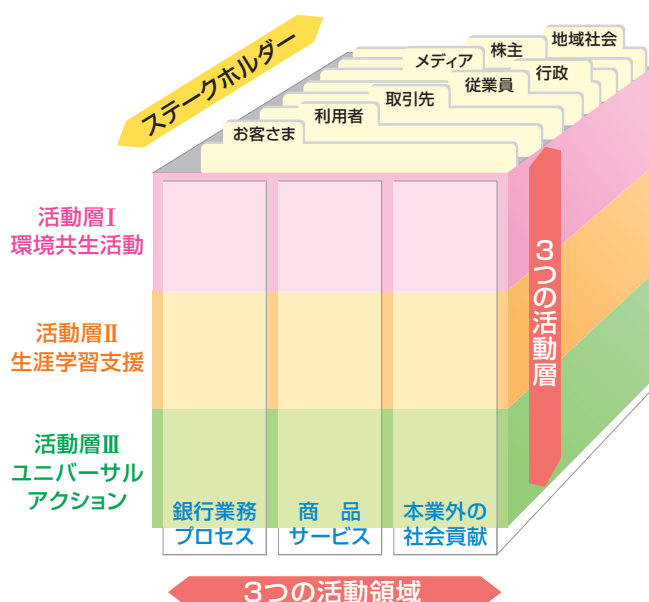 ステークホルダー
地域社会
株主
メディア
行政
従業員
取引先
利用者
お客さま
活動層Ⅰ
環境共生活動
活動層Ⅱ
生涯学習支援
活動層Ⅲ
ユニバーサル
アクション
3つの活動層
銀行業務
プロセス
商　品
サービス
本業外の
社会貢献
3つの活動領域